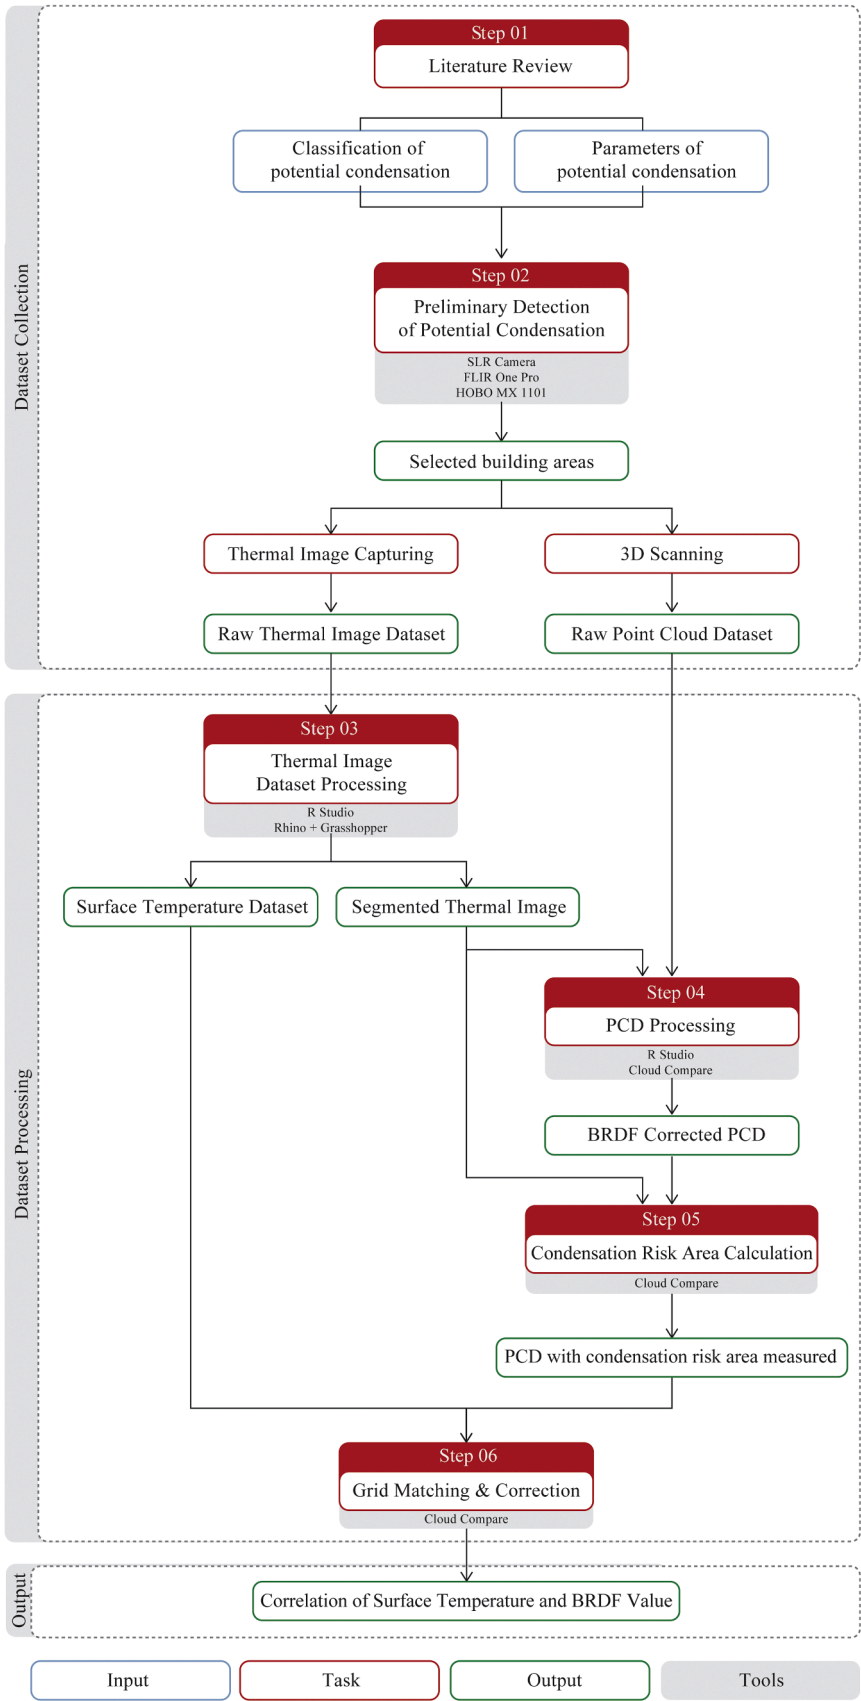 Dataset Collection
Step 01
Literature Review
Classification of
potential condensation
Parameters of
potential condensation
Step 02
Preliminary Detection
of Potential Condensation
SLR Camera
FLIR One Pro
HOBO MX 1101
Selected building areas
Thermal Image Capturing
3D Scanning
Raw Thermal Image Dataset
Raw Point Cloud Dataset
Dataset Processing
Step 03
Thermal Image
Dataset Processing
R Studio
Rhino + Grasshopper
Surface Temperature Dataset
Segmented Thermal Image
Step 04
PCD Processing
R Studio
Cloud Compare
BRDF Corrected PCD
Step 05
Condensation Risk Area Calculation
Cloud Compare
PCD with condensation risk area measured
Step 06
Grid Matching & Correction
Cloud Compare
Output
Correlation of Surface Temperature and BRDF Value
Input
Task
Output
Tools